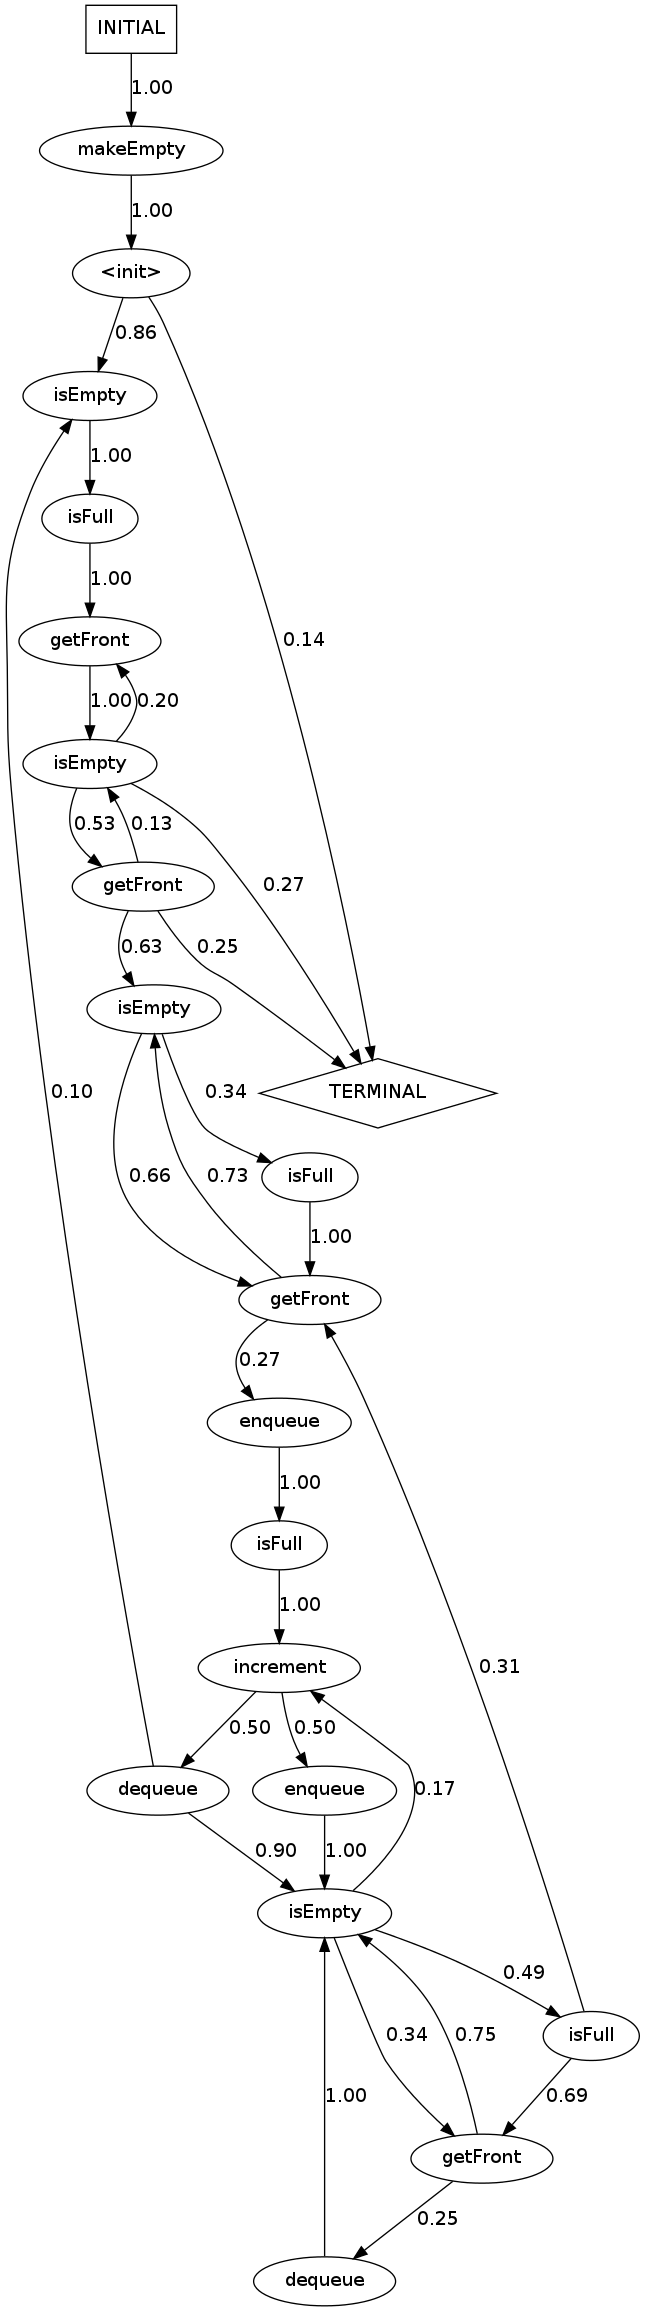 INITIAL
1.00
makeEmpty
1.00
<init>
0.86
isEmpty
1.00
isFull
1.00
getFront
0.14
1.00
0.20
isEmpty
0.53
0.13
getFront
0.27
0.63
0.25
isEmpty
0.10
0.34
TERMINAL
0.66
0.73
isFull
1.00
getFront
0.27
enqueue
1.00
isFull
1.00
increment
0.31
0.50
0.50
dequeue
enqueue
0.17
0.90
1.00
isEmpty
0.49
0.34
0.75
isFull
1.00
0.69
getFront
0.25
dequeue